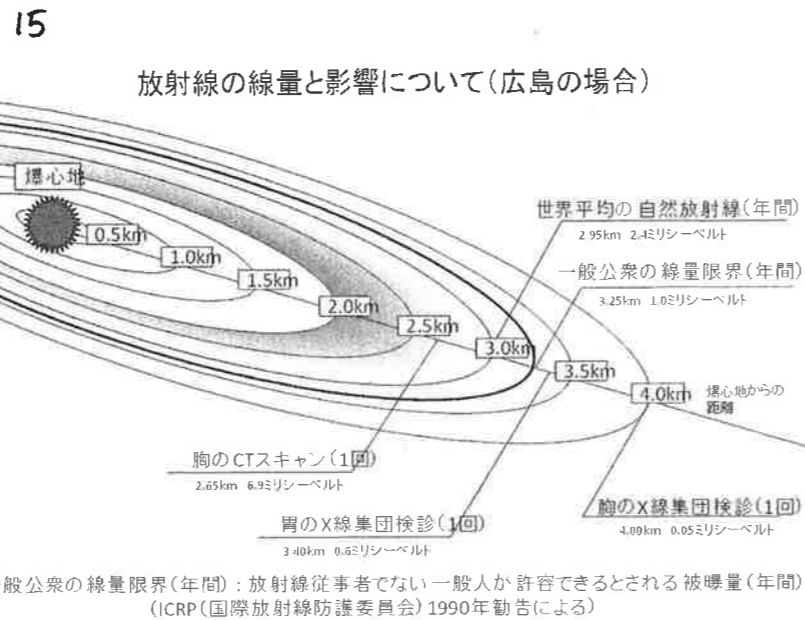 15
放射線の線量と影響について(広島の場合)
爆心地
0.5km
1.0km
1.5km
2.0km
2.5km
3.0km
3.5km
4.0km
爆心地からの
距離
世界平均の自然放射線(年間)
2.95km 2.4ミリシーベルト
一般公衆の線量限界(年間)
3.25km 1.0ミリシーベルト
胸のCTスキャン(1回)
2.65km 6.9ミリシーベルト
胃のX線集団検診(1回)
3.40km 0.6ミリシーベルト
胸のX線集団検診(1回)
4.00km 0.05ミリシーベルト
般公衆の線量限界(年間):放射線従事者でない一般人が許容できるとされる被曝量(年間)
(ICRP(国際放射線防護委員会)1990年勧告による)